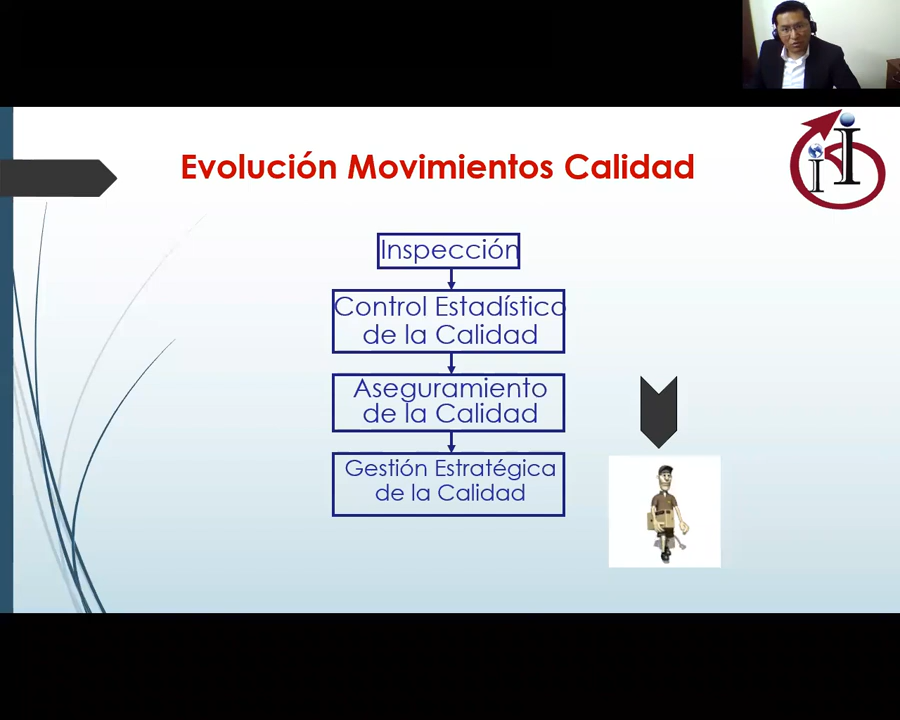 Evolución Movimientos Calidad
Inspección
Control Estadístico
de la Calidad
Aseguramiento
de la Calidad
Gestión Estratégica
de la Calidad